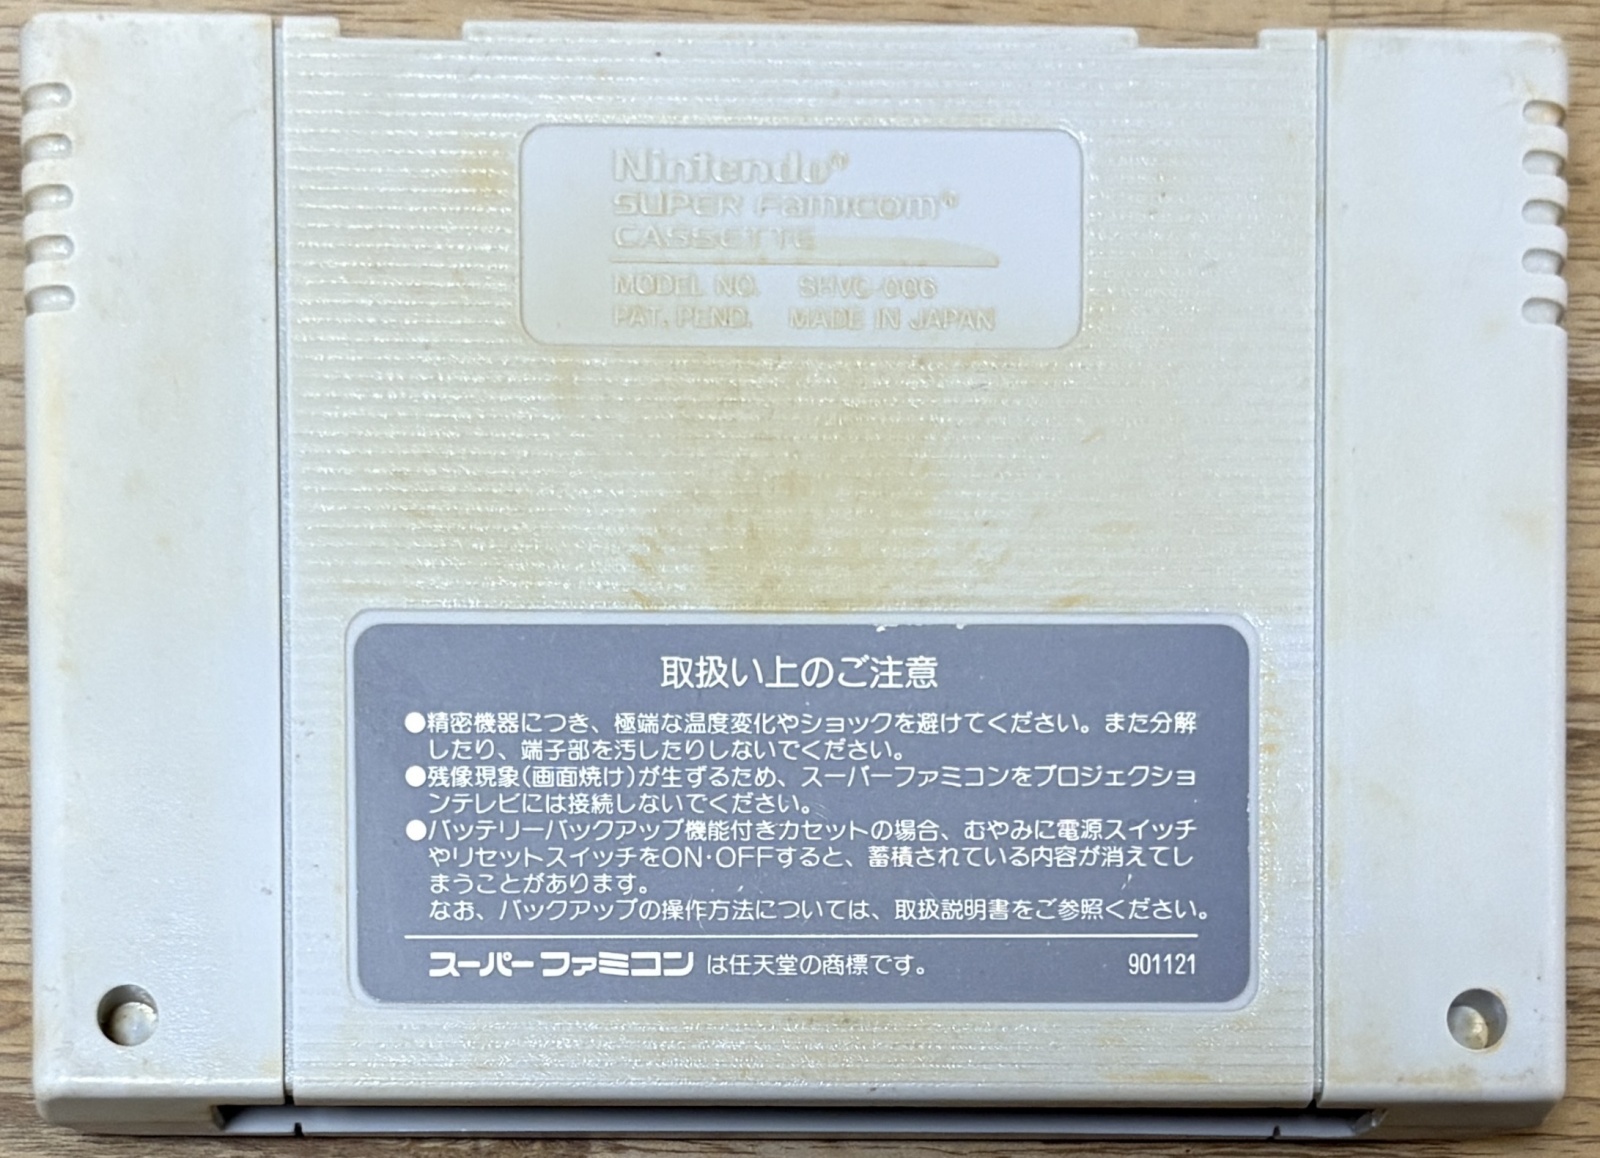 Nintendo®
SUPER FAMICOM®
CASSETTE
MODEL NO. SHVC-006
PAT. PEND. MADE IN JAPAN
取扱い上のご注意
●精密機器につき、極端な温度変化やショックを避けてください。また分解
したり、端子部を汚したりしないでください。
●残像現象(画面焼け)が生ずるため、スーパーファミコンをプロジェクショ
ンテレビには接続しないでください。
●バッテリーバックアップ機能付きカセットの場合、むやみに電源スイッチ
やリセットスイッチをON・OFFすると、蓄積されている内容が消えてし
まうことがあります。
なお、バックアップの操作方法については、取扱説明書をご参照ください。
スーパーファミコン は任天堂の商標です。 901121